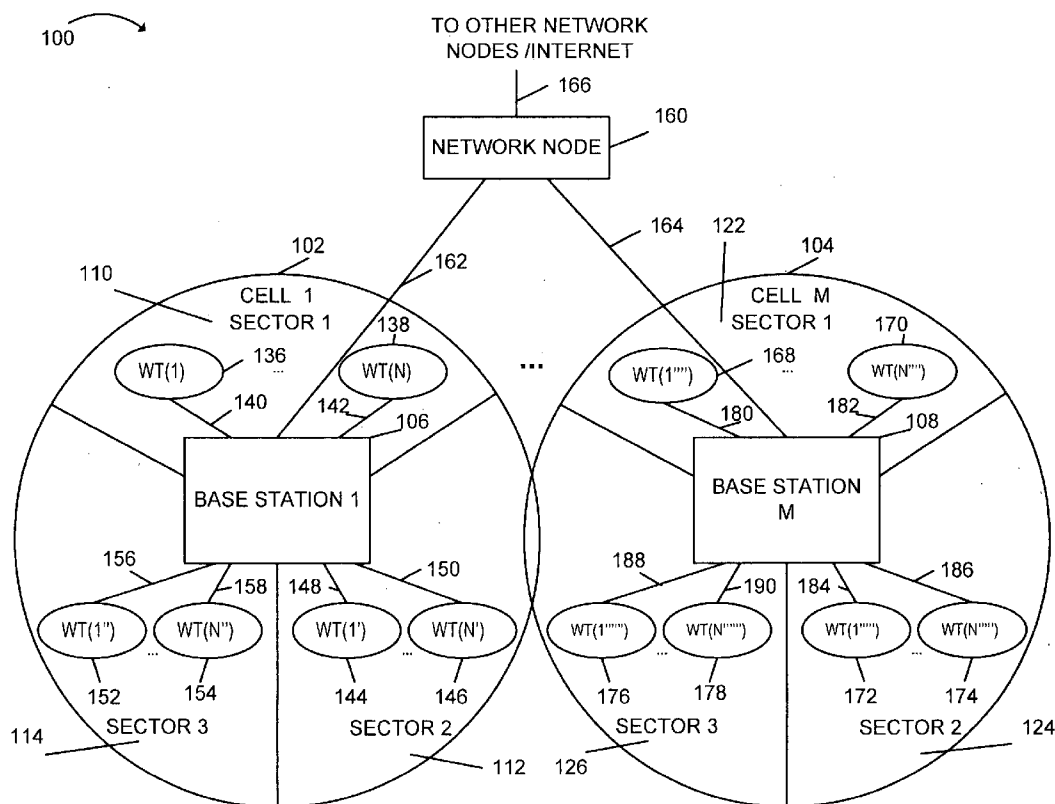 100
TO OTHER NETWORK
NODES /INTERNET
166
160
NETWORK NODE
164
122
102
162
104
110
CELL 1
SECTOR 1
138
CELL M
SECTOR 1
170
WT(1)
136
...
WT(N)
...
WT(1'''')
168
...
WT(N'''')
140
142
106
180
182
108
BASE STATION 1
BASE STATION
M
156
158
148
150
188
190
184
186
WT(1'')
...
WT(N'')
WT(1')
...
WT(N')
WT(1'''''')
...
WT(N'''''')
WT(1''''')
...
WT(N''''')
152
154
144
146
176
178
172
174
114
SECTOR 3
SECTOR 2
112
126
SECTOR 3
SECTOR 2
124